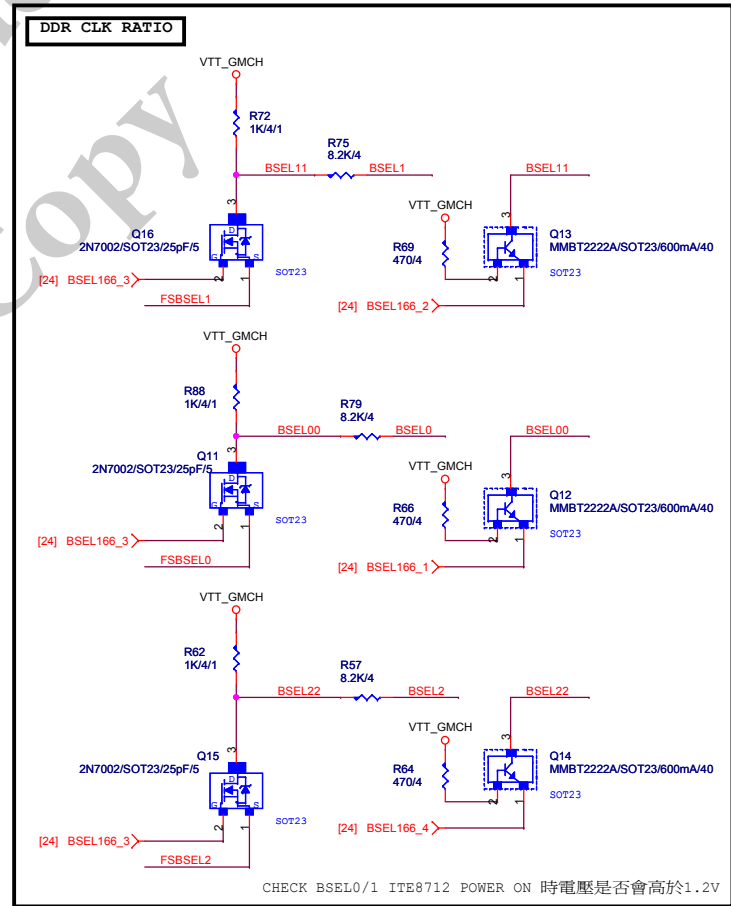 DDR CLK RATIO
Copy
VTT_GMCH
R72
1K/4/1
R75
8.2K/4
BSEL11
BSEL1
BSEL11
3
Q16
2N7002/SOT23/25pF/5
D
G
S
SOT23
2
1
[24] BSEL166_3
FSBSEL1
VTT_GMCH
R69
470/4
3
Q13
MMBT2222A/SOT23/600mA/40
SOT23
2
1
[24] BSEL166_2
VTT_GMCH
R88
1K/4/1
R79
8.2K/4
BSEL00
BSEL0
BSEL00
3
Q11
2N7002/SOT23/25pF/5
D
G
S
SOT23
2
1
[24] BSEL166_3
FSBSEL0
VTT_GMCH
R66
470/4
3
Q12
MMBT2222A/SOT23/600mA/40
SOT23
2
1
[24] BSEL166_1
VTT_GMCH
R62
1K/4/1
R57
8.2K/4
BSEL22
BSEL2
BSEL22
3
Q15
2N7002/SOT23/25pF/5
D
G
S
SOT23
2
1
[24] BSEL166_3
FSBSEL2
VTT_GMCH
R64
470/4
3
Q14
MMBT2222A/SOT23/600mA/40
SOT23
2
1
[24] BSEL166_4
CHECK BSEL0/1 ITE8712 POWER ON 時電壓是否會高於1.2V